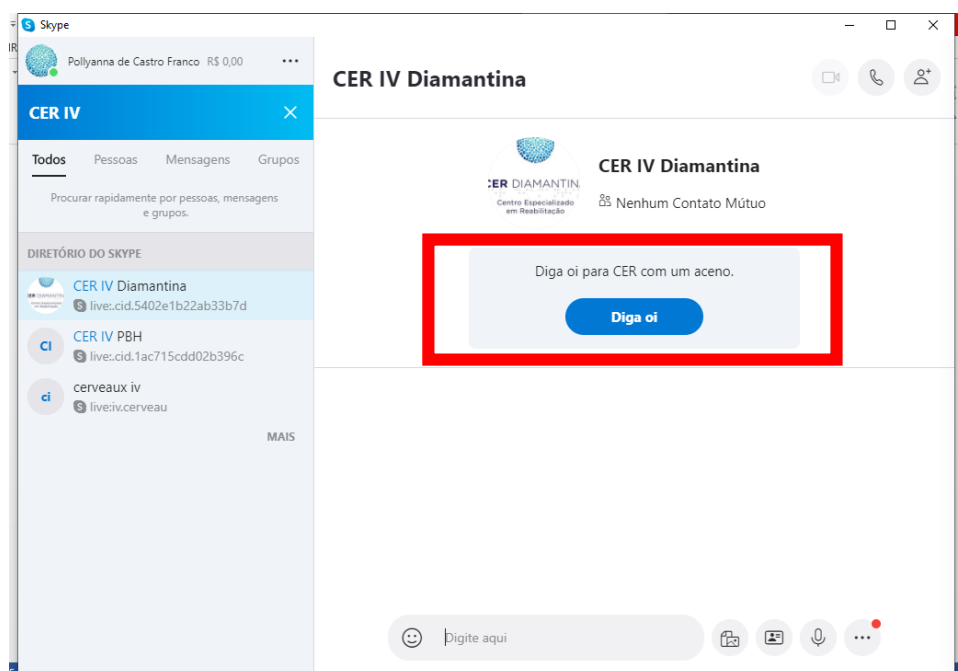 Skype
Pollyanna de Castro Franco R$ 0,00
CER IV
Todos Pessoas Mensagens Grupos
Procurar rapidamente por pessoas, mensagens
e grupos.
DIRETÓRIO DO SKYPE
CER IV Diamantina
live:.cid.5402e1b22ab33b7d
CER IV PBH
live:.cid.1ac715cdd02b396c
CI
cerveaux iv
live:iv.cerveau
ci
MAIS
CER IV Diamantina
DIAMANTIN
Centro Especializado
em Reabilitação
CER IV Diamantina
Nenhum Contato Mútuo
Diga oi para CER com um aceno.
Diga oi
Digite aqui